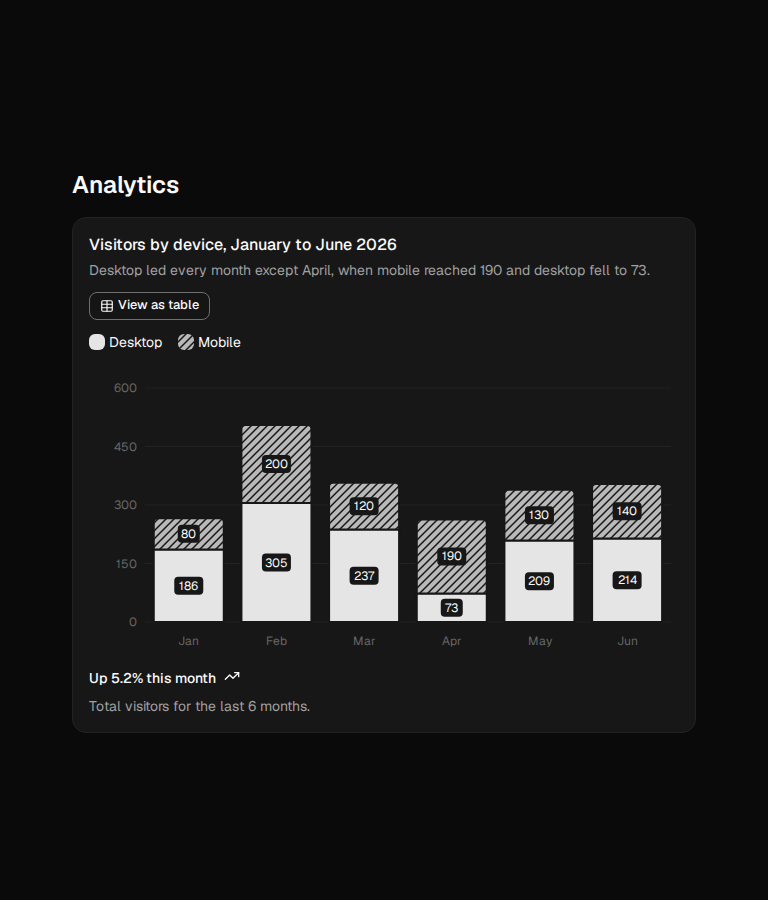 Analytics
Visitors by device, January to June 2026
Desktop led every month except April, when mobile reached 190 and desktop fell to 73.
View as table
Desktop Mobile
600
450
300
150
0
80 200 120 190 130 140
186 305 237 73 209 214
Jan Feb Mar Apr May Jun
Up 5.2% this month
Total visitors for the last 6 months.